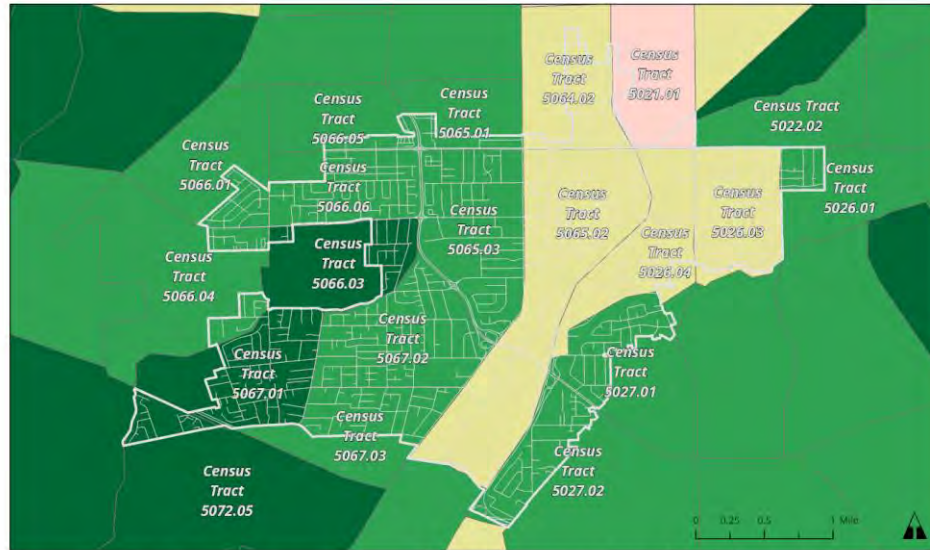 Census
Tract
5064.02
Census
Tract
5021.01
Census
Tract
5066.05
Census
Tract
5065.01
Census Tract
5022.02
Census
Tract
5066.01
Census
Tract
5066.06
Census
Tract
5065.03
Census
Tract
5065.02
Census
Tract
5026.03
Census
Tract
5026.01
Census
Tract
5026.04
Census
Tract
5066.04
Census
Tract
5066.03
Census
Tract
5067.02
Census
Tract
5067.01
Census
Tract
5027.01
Census
Tract
5067.03
Census
Tract
5027.02
Census
Tract
5072.05
0 0.25 0.5 1 Mile